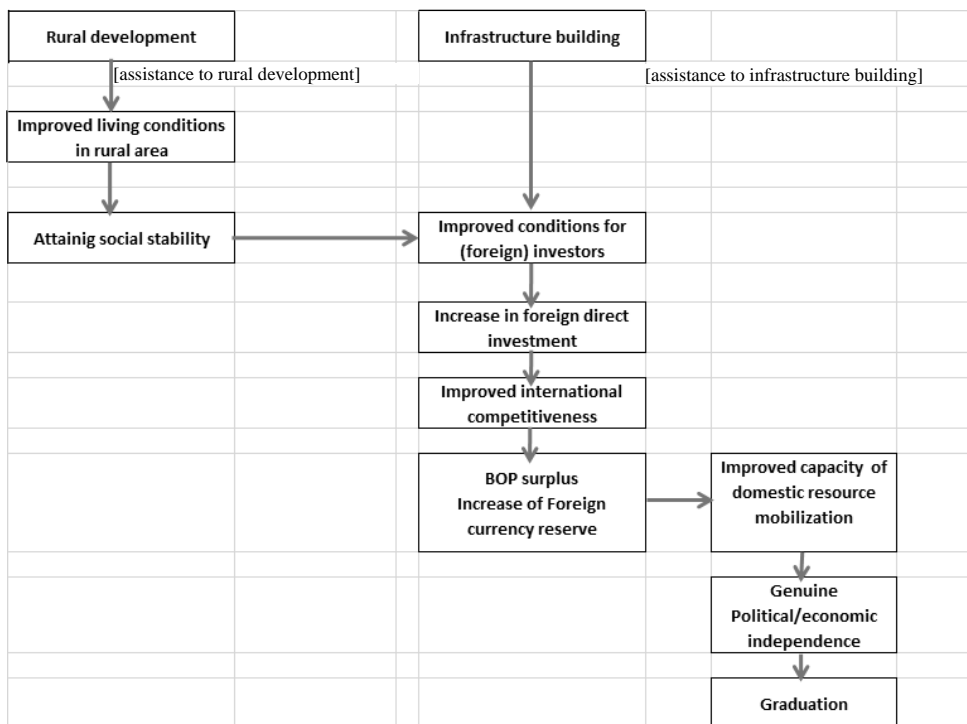 Rural development
Infrastructure building
[assistance to rural development]
[assistance to infrastructure building]
Improved living conditions
in rural area
Attainig social stability
Improved conditions for
(foreign) investors
Increase in foreign direct
investment
Improved international
competitiveness
BOP surplus
Increase of Foreign
currency reserve
Improved capacity of
domestic resource
mobilization
Genuine
Political/economic
independence
Graduation